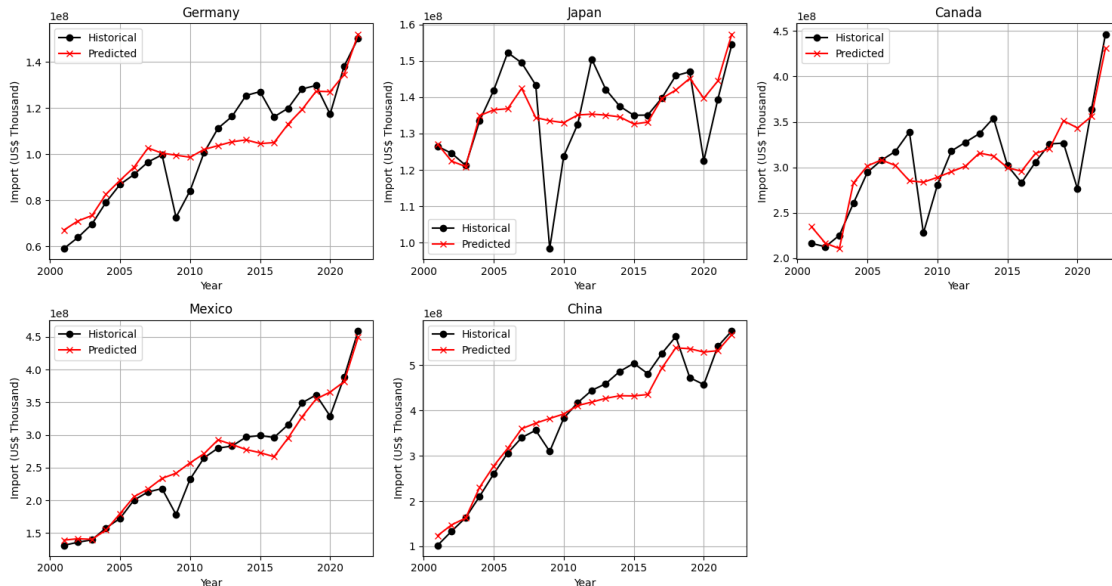 Germany
1e8
Import (US$ Thousand)
1.4
1.2
1.0
0.8
0.6
Historical
Predicted
2000
2005
2010
2015
2020
Year
Japan
1e8
Import (US$ Thousand)
1.6
1.5
1.4
1.3
1.2
1.1
1.0
Historical
Predicted
2000
2005
2010
2015
2020
Year
Canada
1e8
Import (US$ Thousand)
4.5
4.0
3.5
3.0
2.5
2.0
Historical
Predicted
2000
2005
2010
2015
2020
Year
Mexico
1e8
Import (US$ Thousand)
4.5
4.0
3.5
3.0
2.5
2.0
1.5
Historical
Predicted
2000
2005
2010
2015
2020
Year
China
1e8
Import (US$ Thousand)
5
4
3
2
1
Historical
Predicted
2000
2005
2010
2015
2020
Year